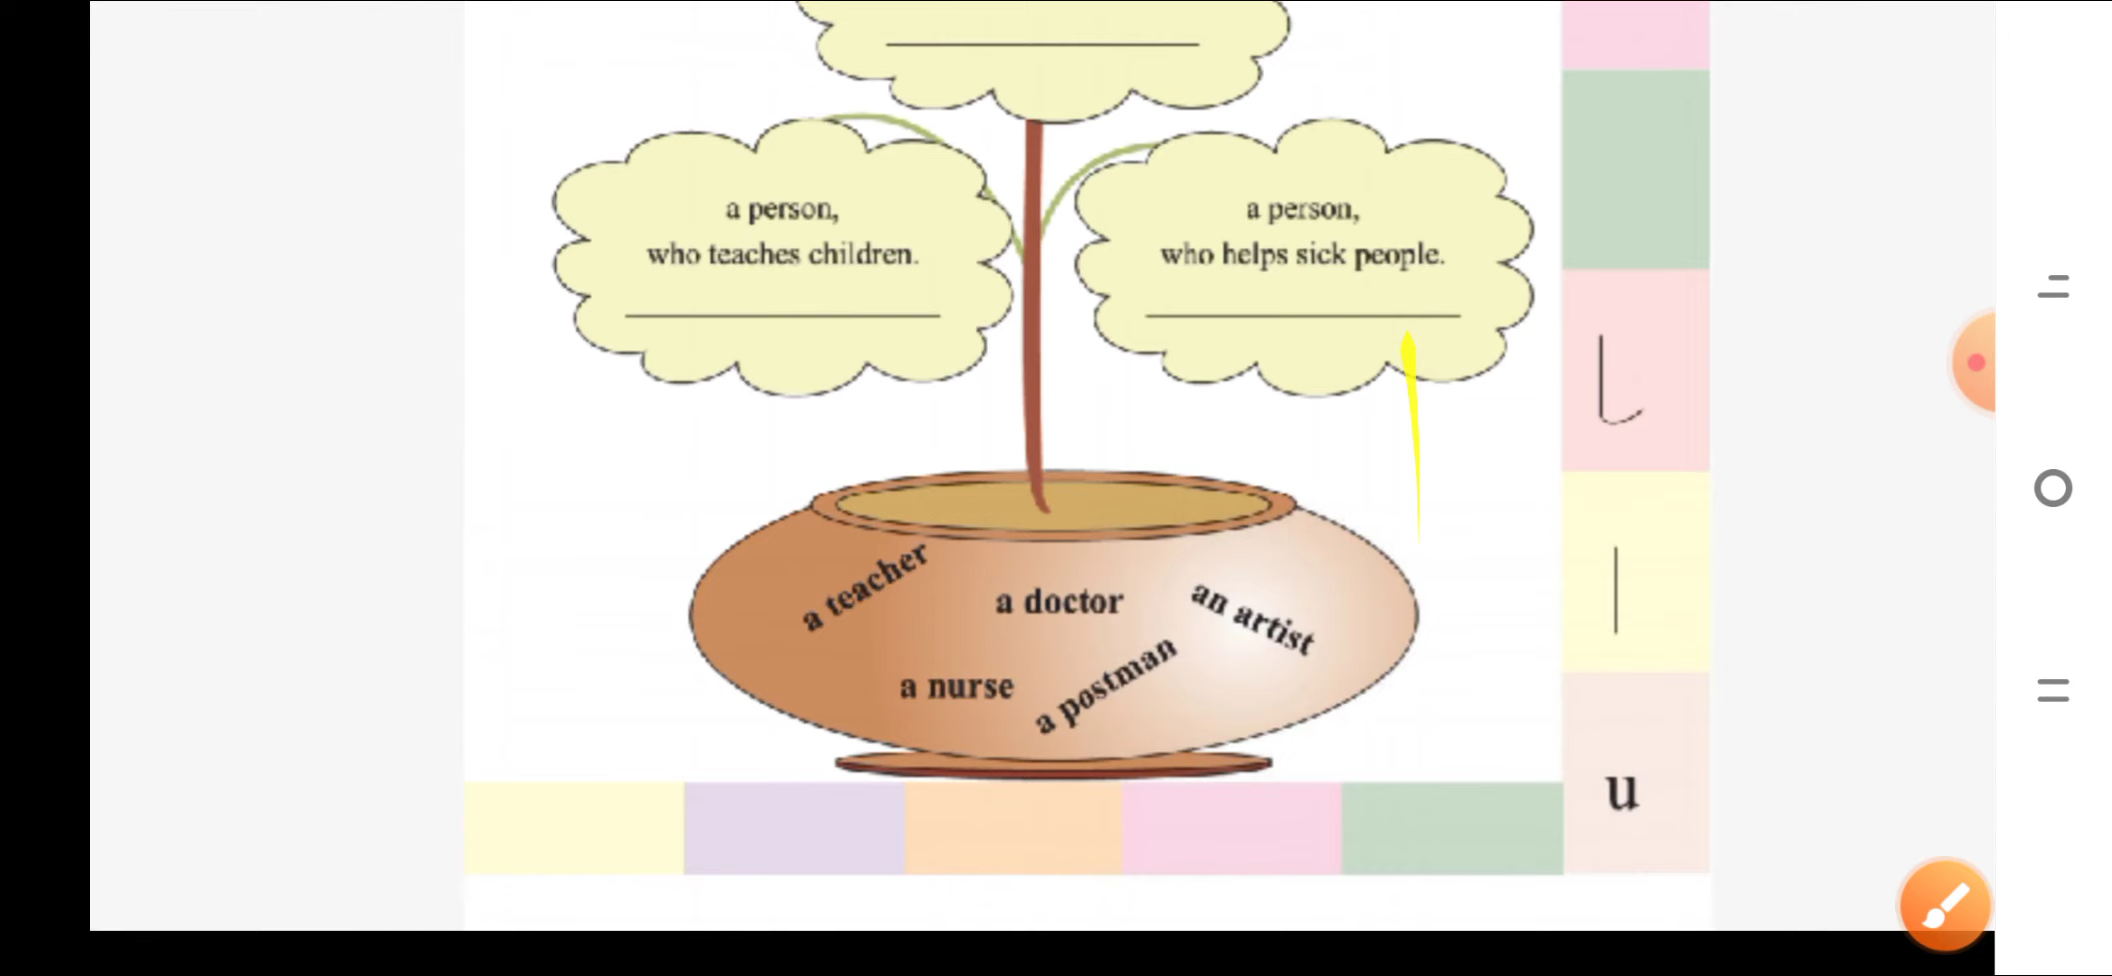 a person,
who teaches children.
a person,
who helps sick people.
a teacher
a doctor
an artist
a nurse
a postman
u